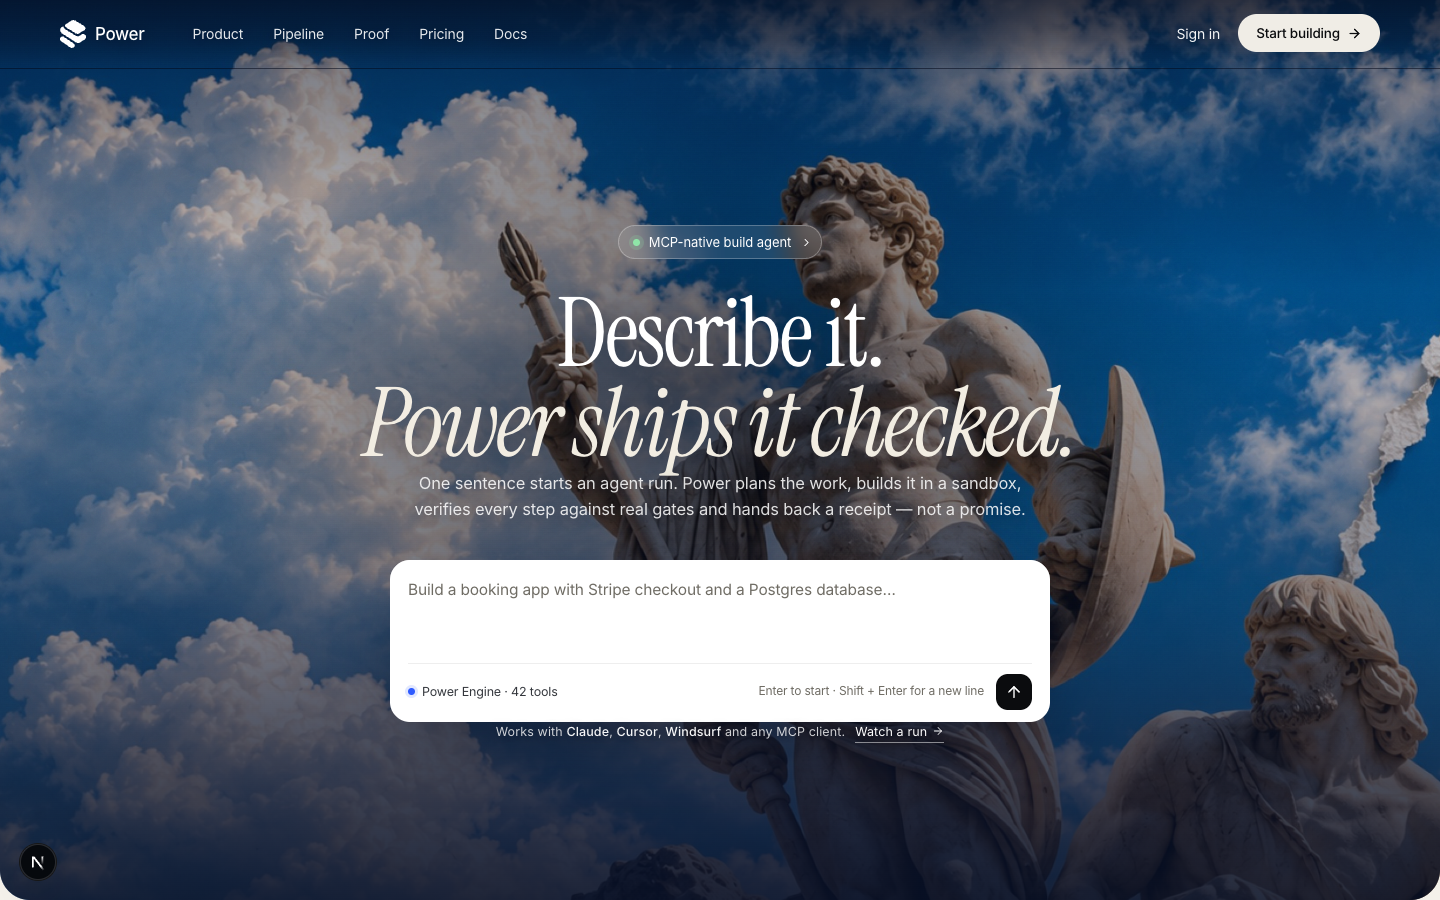 Power
Product
Pipeline
Proof
Pricing
Docs
Sign in
Start building →
MCP-native build agent ›
Describe it.
Power ships it checked.
One sentence starts an agent run. Power plans the work, builds it in a sandbox,
verifies every step against real gates and hands back a receipt — not a promise.
Build a booking app with Stripe checkout and a Postgres database...
Power Engine · 42 tools
Enter to start · Shift + Enter for a new line
Works with Claude, Cursor, Windsurf and any MCP client. Watch a run →
N